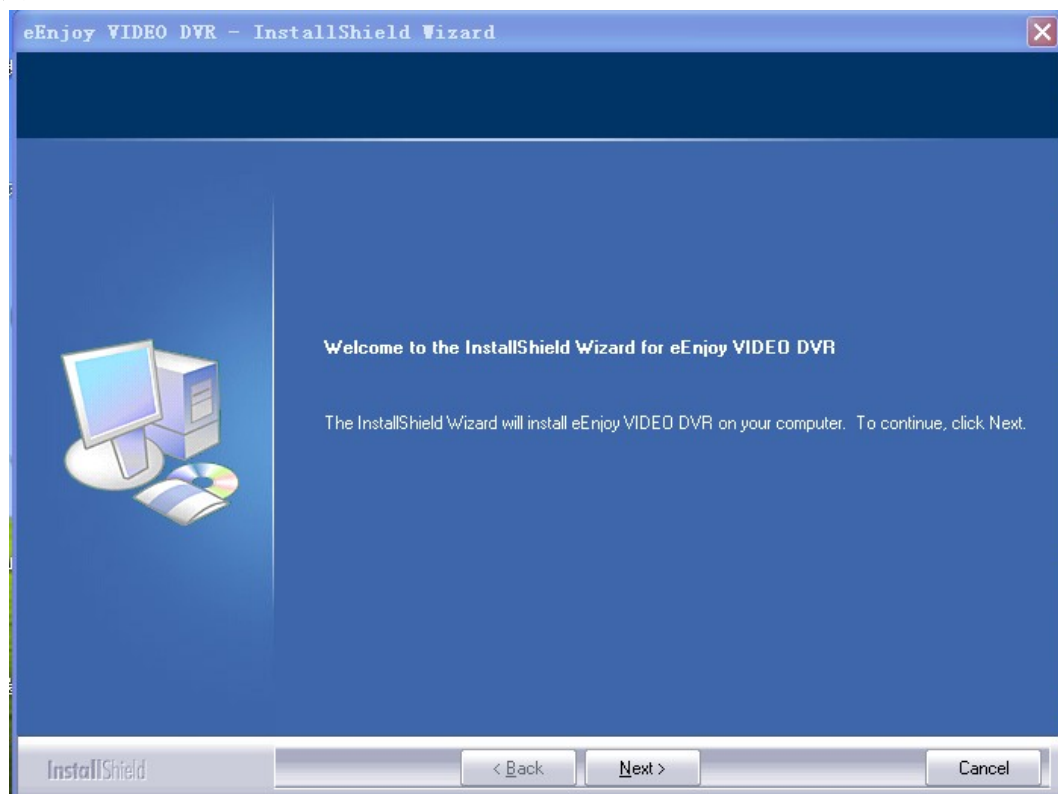 eEnjoy VIDEO DVR - InstallShield Wizard
Welcome to the InstallShield Wizard for eEnjoy VIDEO DVR
The InstallShield Wizard will install eEnjoy VIDEO DVR on your computer. To continue, click Next.
InstallShield
< Back
Next >
Cancel